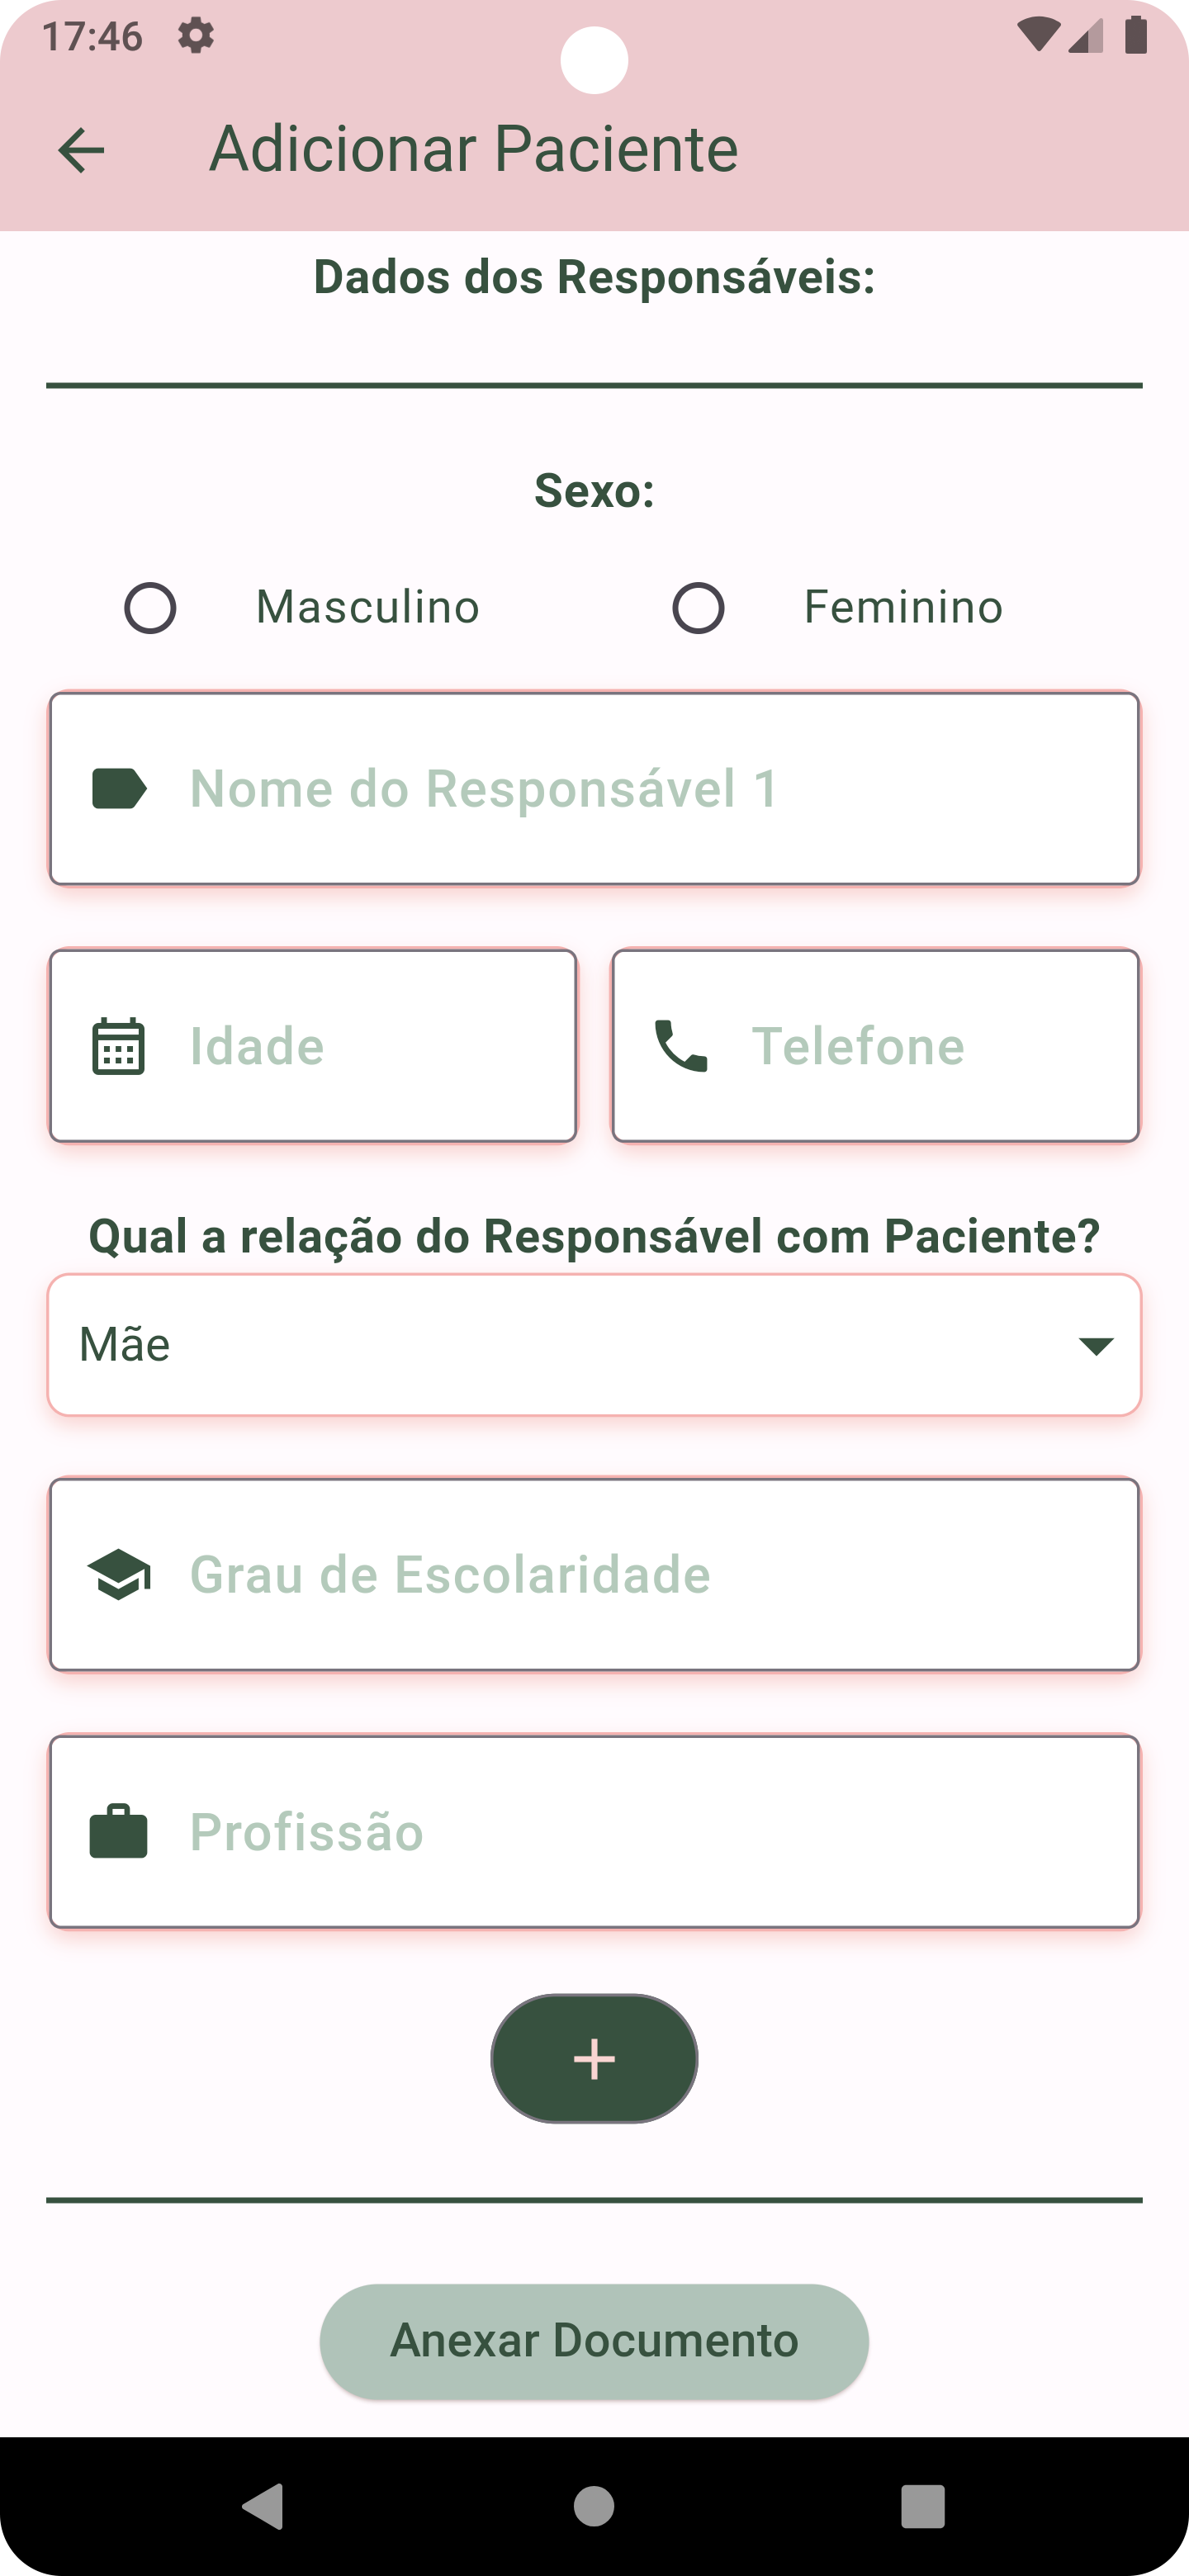 17:46
Adicionar Paciente
Dados dos Responsáveis:
Sexo:
Masculino Feminino
Nome do Responsável 1
Idade Telefone
Qual a relação do Responsável com Paciente?
Mãe
Grau de Escolaridade
Profissão
Anexar Documento